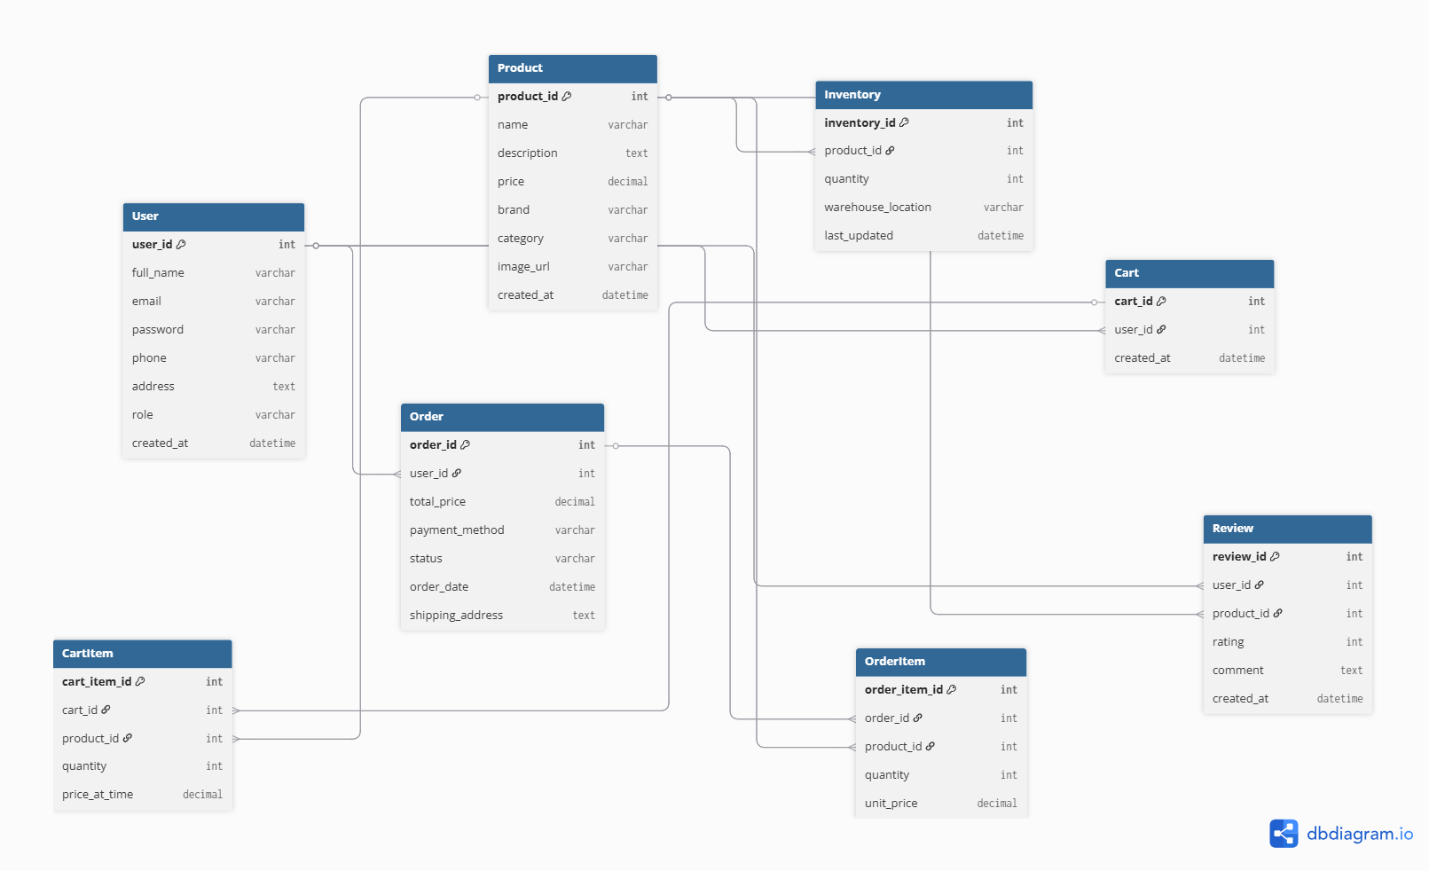 Product
product_id int
name varchar
description text
price decimal
brand varchar
category varchar
image_url varchar
created_at datetime
Inventory
inventory_id int
product_id int
quantity int
warehouse_location varchar
last_updated datetime
User
user_id int
full_name varchar
email varchar
password varchar
phone varchar
address text
role varchar
created_at datetime
Cart
cart_id int
user_id int
created_at datetime
Order
order_id int
user_id int
total_price decimal
payment_method varchar
status varchar
order_date datetime
shipping_address text
Review
review_id int
user_id int
product_id int
rating int
comment text
created_at datetime
CartItem
cart_item_id int
cart_id int
product_id int
quantity int
price_at_time decimal
OrderItem
order_item_id int
order_id int
product_id int
quantity int
unit_price decimal
dbdiagram.io